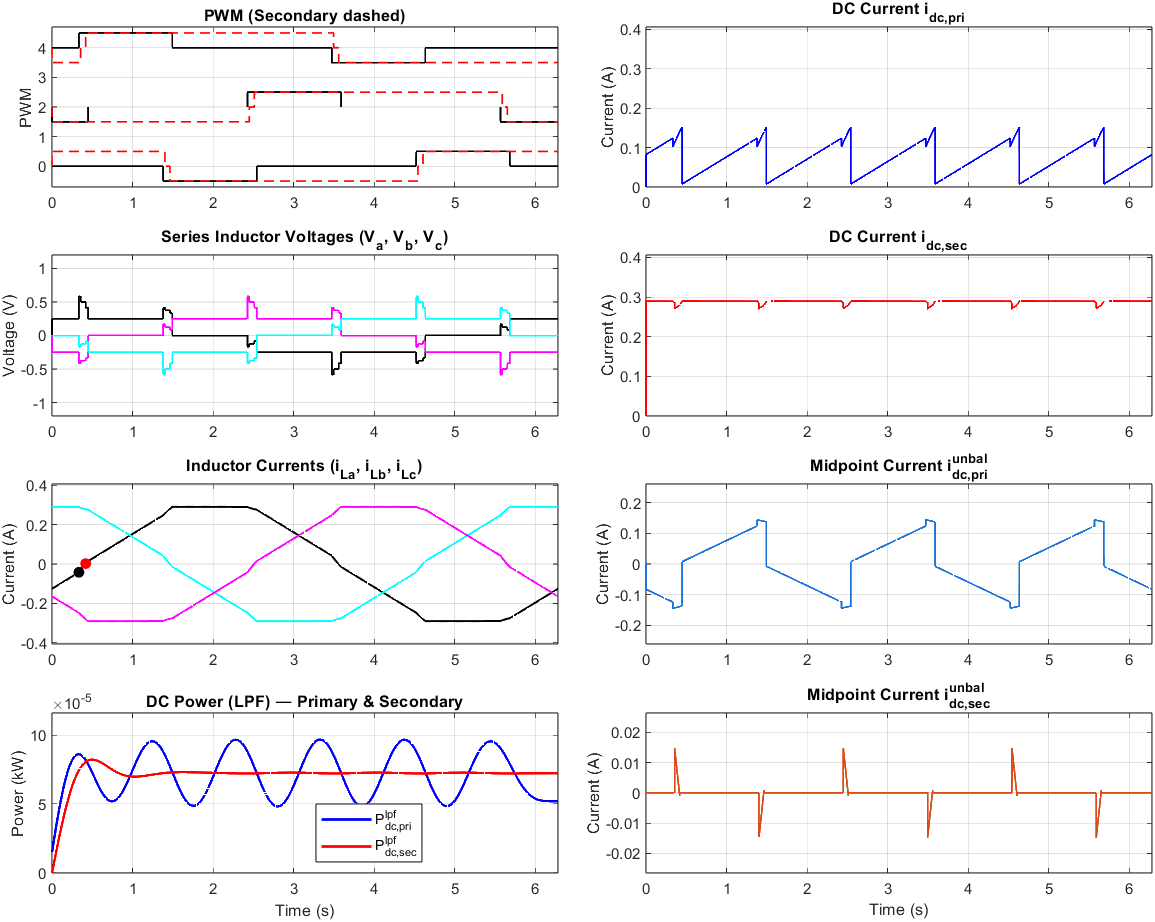 PWM (Secondary dashed)
PWM
4
3
2
1
0
0 1 2 3 4 5 6
DC Current i_dc,pri
Current (A)
0.4
0.3
0.2
0.1
0
0 1 2 3 4 5 6
Series Inductor Voltages (V_a, V_b, V_c)
Voltage (V)
1
0.5
0
-0.5
-1
0 1 2 3 4 5 6
DC Current i_dc,sec
Current (A)
0.4
0.3
0.2
0.1
0
0 1 2 3 4 5 6
Inductor Currents (i_La, i_Lb, i_Lc)
Current (A)
0.4
0.2
0
-0.2
-0.4
0 1 2 3 4 5 6
Midpoint Current i^unbal_dc,pri
Current (A)
0.2
0.1
0
-0.1
-0.2
0 1 2 3 4 5 6
DC Power (LPF) — Primary & Secondary
×10^-5
Power (kW)
10
5
0
P^lpf_dc,pri
P^lpf_dc,sec
0 1 2 3 4 5 6
Time (s)
Midpoint Current i^unbal_dc,sec
Current (A)
0.02
0.01
0
-0.01
-0.02
0 1 2 3 4 5 6
Time (s)